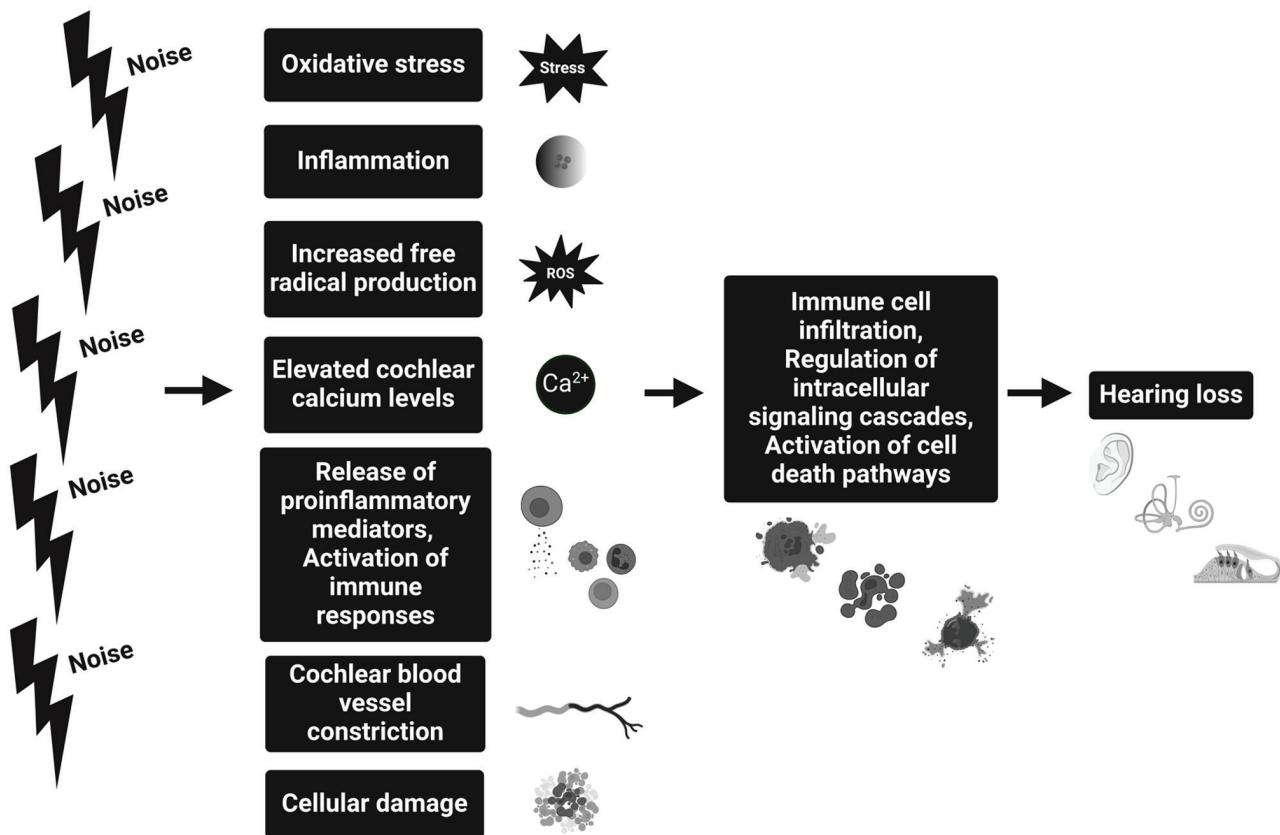 Noise
Noise
Noise
Noise
Noise
Oxidative stress
Stress
Inflammation
Increased free
radical production
ROS
Elevated cochlear
calcium levels
Ca²⁺
Release of
proinflammatory
mediators,
Activation of
immune
responses
Cochlear blood
vessel
constriction
Cellular damage
Immune cell
infiltration,
Regulation of
intracellular
signaling cascades,
Activation of cell
death pathways
Hearing loss